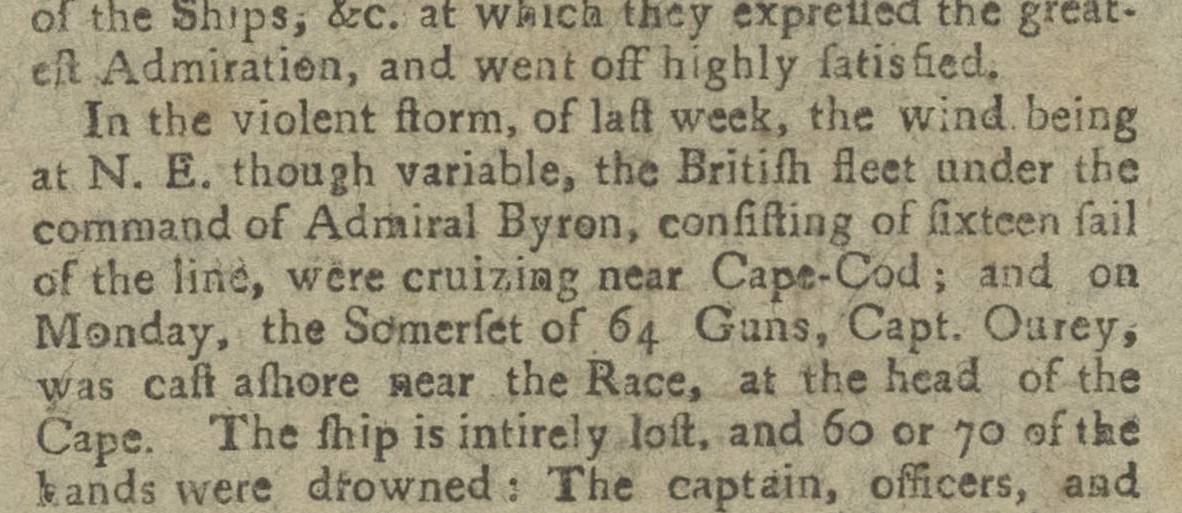 of the Ships, &c. at which they expreſſed the great-
eſt Admiration, and went off highly ſatisfied.
In the violent ſtorm, of laſt week, the wind being
at N. E. though variable, the Britiſh fleet under the
command of Admiral Byron, conſiſting of ſixteen ſail
of the line, were cruizing near Cape-Cod; and on
Monday, the Somerſet of 64 Guns, Capt. Ourey,
was caſt aſhore near the Race, at the head of the
Cape. The ſhip is intirely loſt, and 60 or 70 of the
hands were drowned: The captain, officers, and